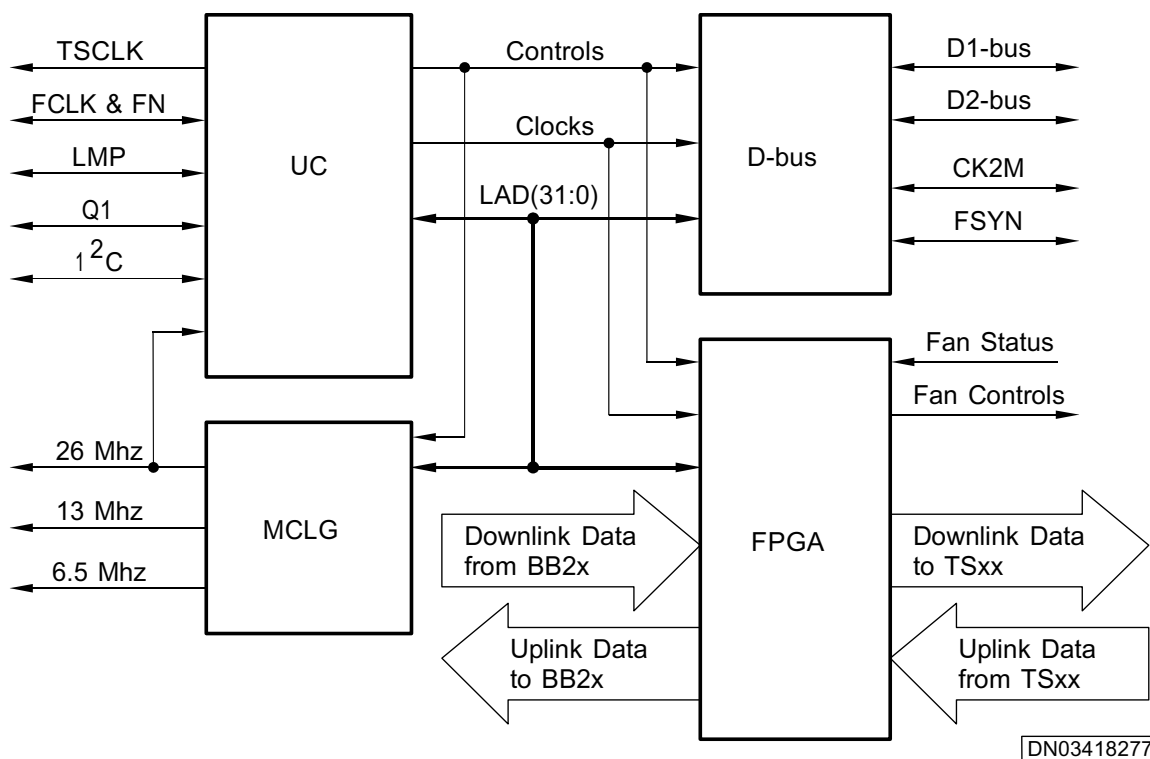 TSCLK
FCLK & FN
LMP
Q1
1²C
UC
Controls
Clocks
LAD(31:0)
D-bus
D1-bus
D2-bus
CK2M
FSYN
26 Mhz
13 Mhz
6.5 Mhz
MCLG
FPGA
Fan Status
Fan Controls
Downlink Data
from BB2x
Downlink Data
to TSxx
Uplink Data
to BB2x
Uplink Data
from TSxx
DN03418277